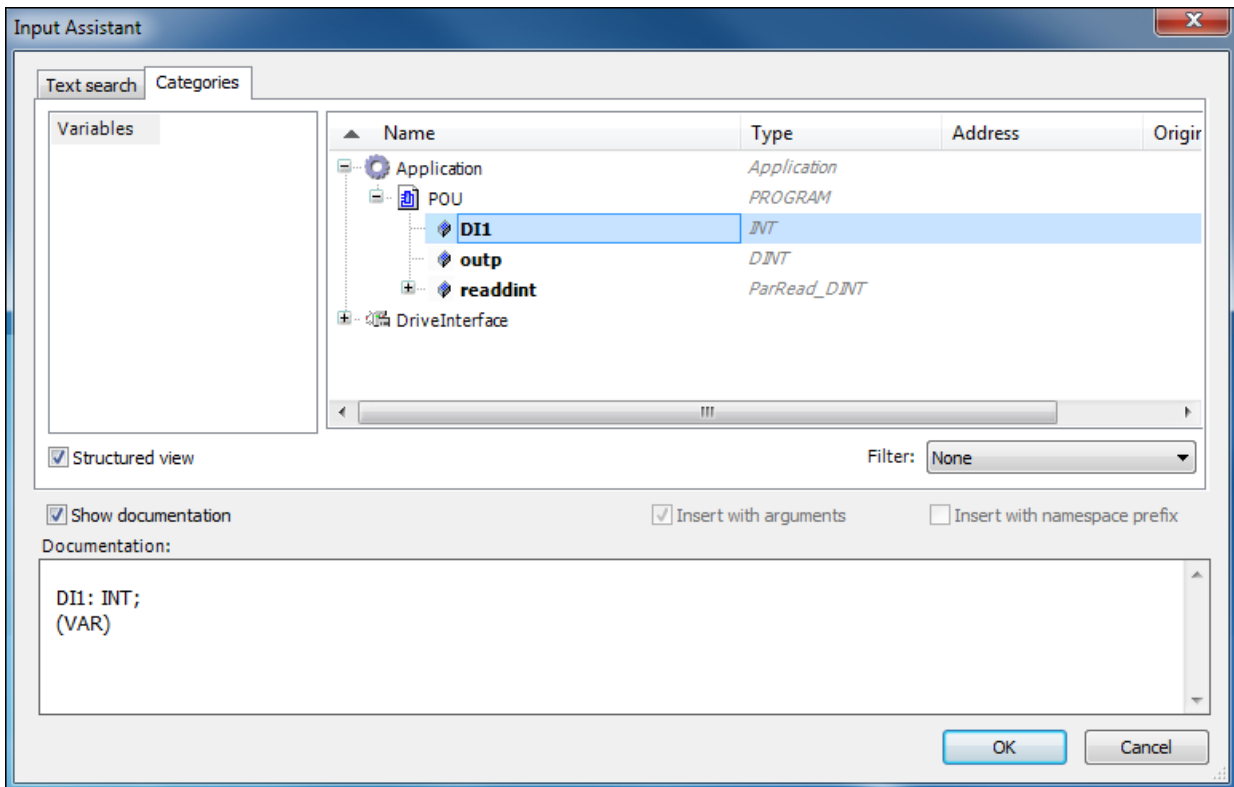 Input Assistant
Text search Categories
Variables
Name Type Address Origin
Application Application
POU PROGRAM
DI1 INT
outp DINT
readdint ParRead_DINT
DriveInterface
Structured view Filter: None
Show documentation Insert with arguments Insert with namespace prefix
Documentation:
DI1: INT;
(VAR)
OK Cancel